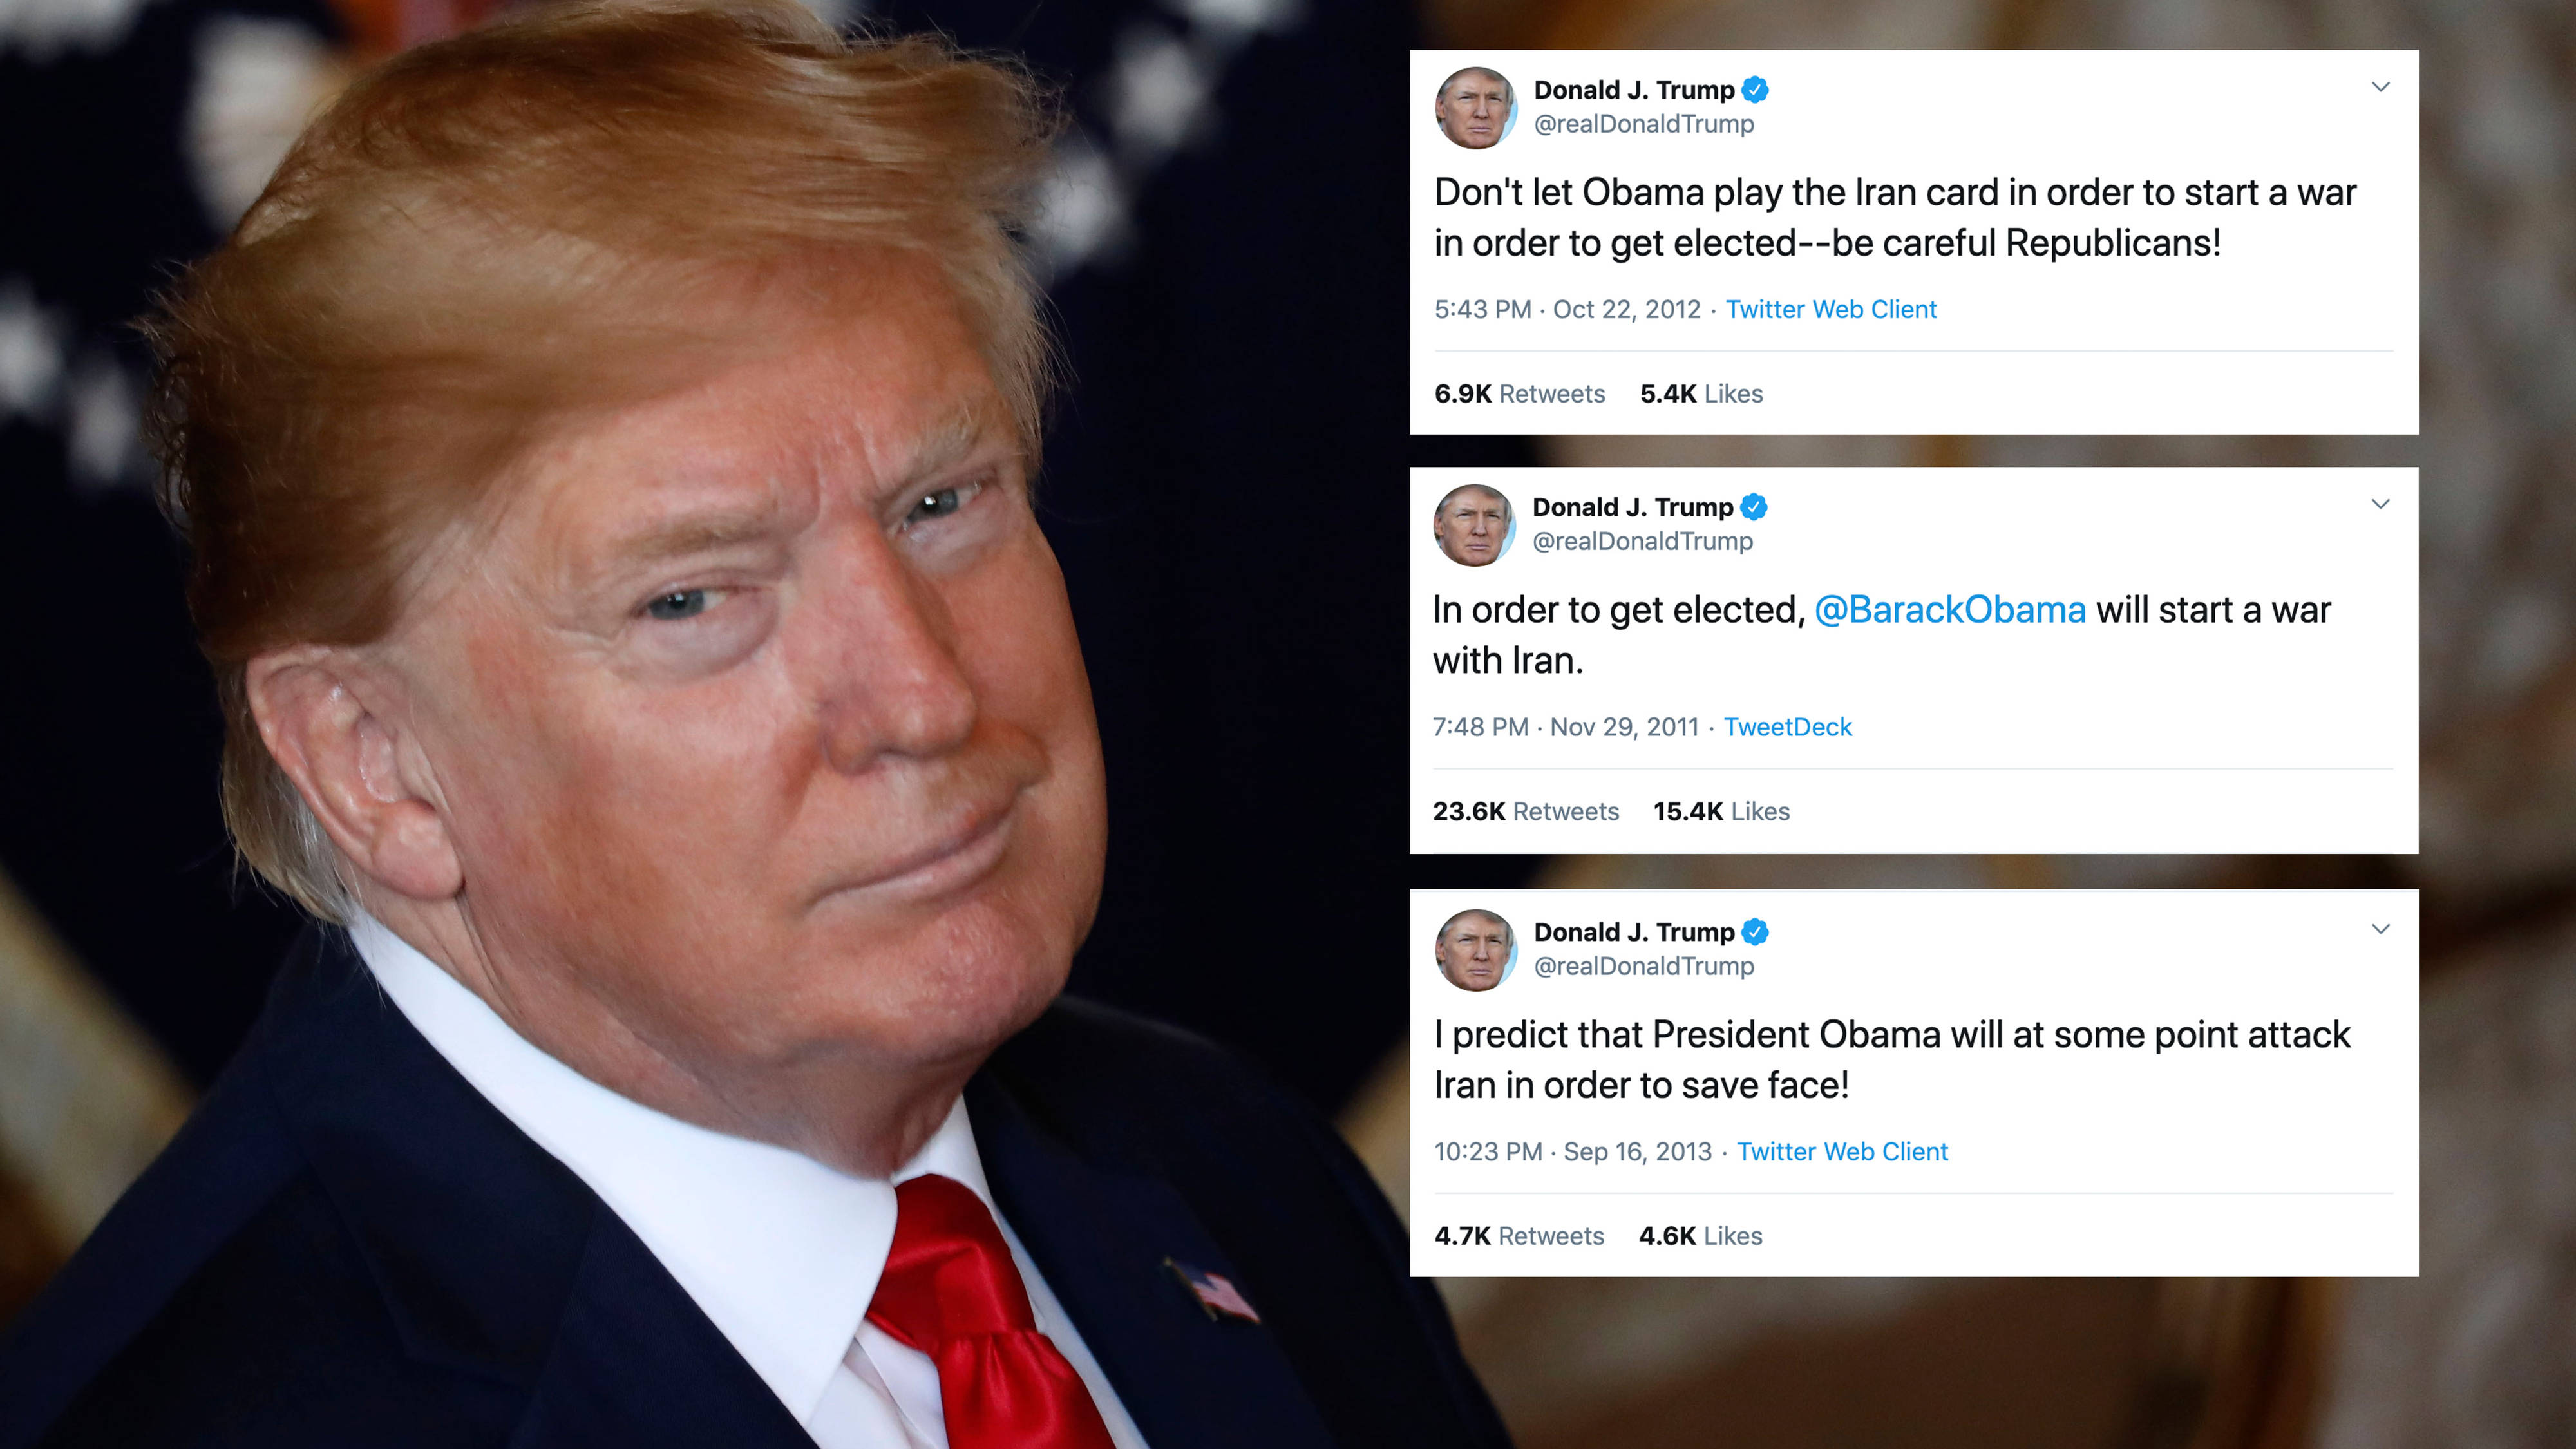 Donald J. Trump
@realDonaldTrump
Don't let Obama play the Iran card in order to start a war
in order to get elected--be careful Republicans!
5:43 PM · Oct 22, 2012 · Twitter Web Client
6.9K Retweets 5.4K Likes
Donald J. Trump
@realDonaldTrump
In order to get elected, @BarackObama will start a war
with Iran.
7:48 PM · Nov 29, 2011 · TweetDeck
23.6K Retweets 15.4K Likes
Donald J. Trump
@realDonaldTrump
I predict that President Obama will at some point attack
Iran in order to save face!
10:23 PM · Sep 16, 2013 · Twitter Web Client
4.7K Retweets 4.6K Likes